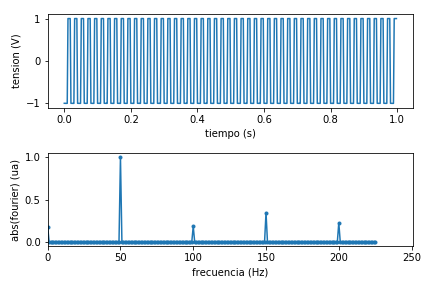 tension (V)
1
0
−1
0.0 0.2 0.4 0.6 0.8 1.0
tiempo (s)
abs(fourier) (ua)
1.0
0.5
0.0
0 50 100 150 200 250
frecuencia (Hz)